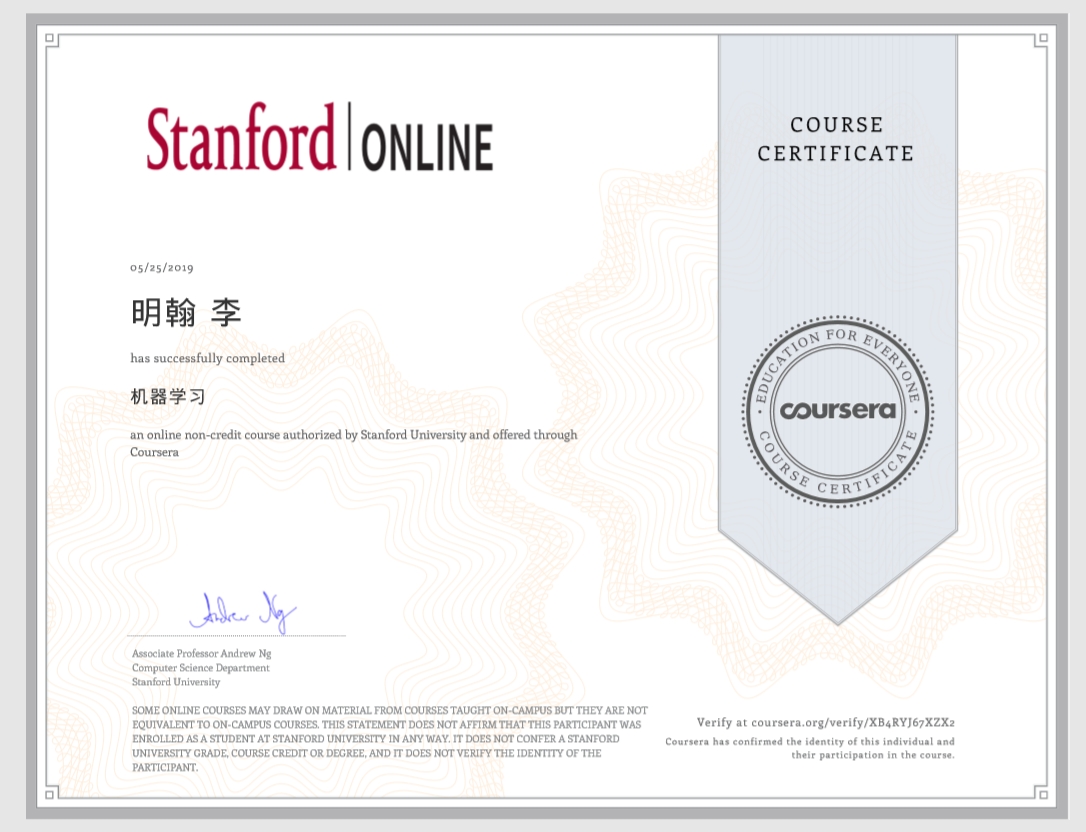 Stanford | ONLINE
COURSE
CERTIFICATE
05/25/2019
明翰 李
has successfully completed
机器学习
an online non-credit course authorized by Stanford University and offered through
Coursera
EDUCATION FOR EVERYONE
coursera
COURSE CERTIFICATE
Andrew Ng
Associate Professor Andrew Ng
Computer Science Department
Stanford University
SOME ONLINE COURSES MAY DRAW ON MATERIAL FROM COURSES TAUGHT ON-CAMPUS BUT THEY ARE NOT
EQUIVALENT TO ON-CAMPUS COURSES. THIS STATEMENT DOES NOT AFFIRM THAT THIS PARTICIPANT WAS
ENROLLED AS A STUDENT AT STANFORD UNIVERSITY IN ANY WAY. IT DOES NOT CONFER A STANFORD
UNIVERSITY GRADE, COURSE CREDIT OR DEGREE, AND IT DOES NOT VERIFY THE IDENTITY OF THE
PARTICIPANT.
Verify at coursera.org/verify/XB4RYJ67XZX2
Coursera has confirmed the identity of this individual and
their participation in the course.